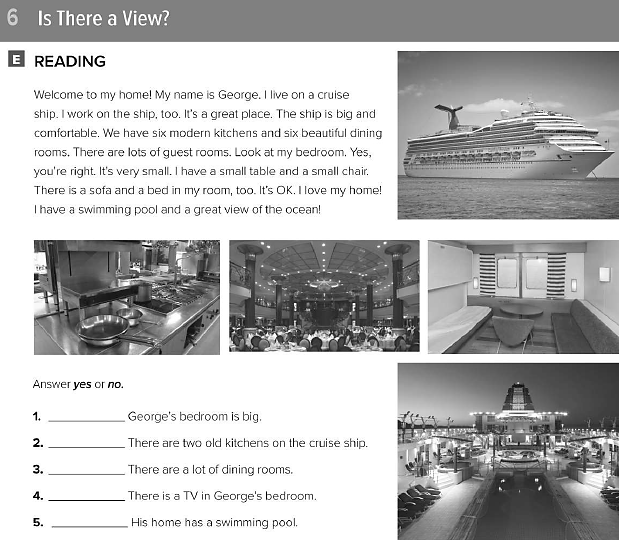 6 Is There a View?
E READING
Welcome to my home! My name is George. I live on a cruise
ship. I work on the ship, too. It's a great place. The ship is big and
comfortable. We have six modern kitchens and six beautiful dining
rooms. There are lots of guest rooms. Look at my bedroom. Yes,
you're right. It's very small. I have a small table and a small chair.
There is a sofa and a bed in my room, too. It's OK. I love my home!
I have a swimming pool and a great view of the ocean!
Answer yes or no.
1. ____________ George's bedroom is big.
2. ____________ There are two old kitchens on the cruise ship.
3. ____________ There are a lot of dining rooms.
4. ____________ There is a TV in George's bedroom.
5. ____________ His home has a swimming pool.